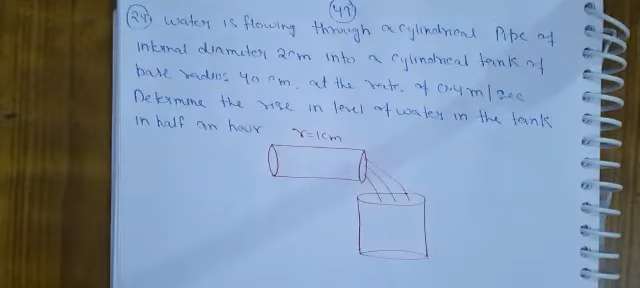 47
24 water is flowing through a cylindrical Pipe of
internal diameter 2cm into a cylindrical tank of
base radius 40 cm. at the rate of 0.4 m/sec
Determine the rise in level of water in the tank
in half an hour
r=1cm